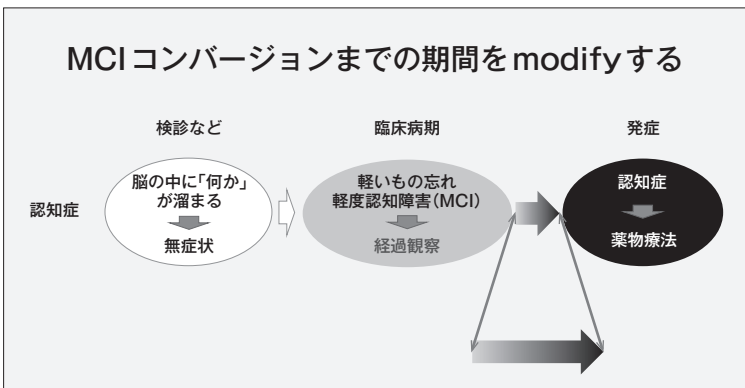 MCIコンバージョンまでの期間をmodifyする
検診など
臨床病期
発症
認知症
脳の中に「何か」
が溜まる
無症状
軽いもの忘れ
軽度認知障害(MCI)
経過観察
認知症
薬物療法